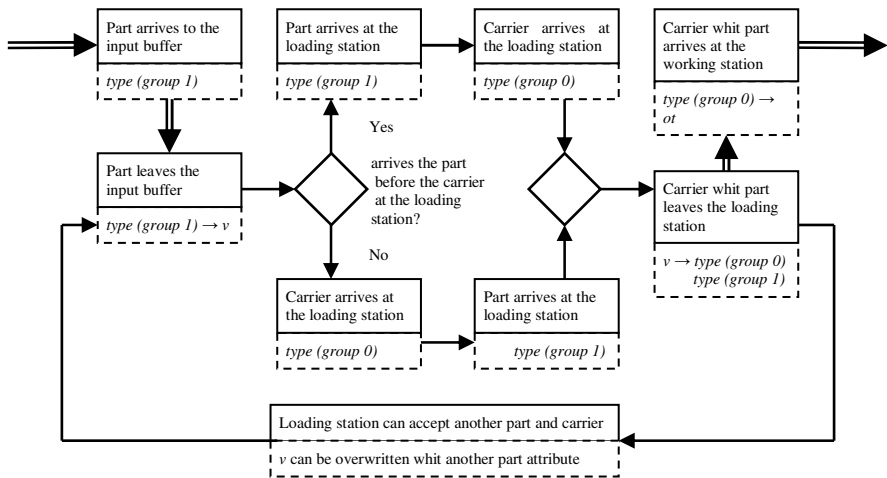 Part arrives to the
input buffer
type (group 1)
Part arrives at the
loading station
type (group 1)
Carrier arrives at
the loading station
type (group 0)
Carrier whit part
arrives at the
working station
type (group 0) →
ot
Yes
Part leaves the
input buffer
type (group 1) → v
arrives the part
before the carrier
at the loading
station?
Carrier whit part
leaves the loading
station
v → type (group 0)
type (group 1)
No
Carrier arrives at
the loading station
type (group 0)
Part arrives at the
loading station
type (group 1)
Loading station can accept another part and carrier
v can be overwritten whit another part attribute